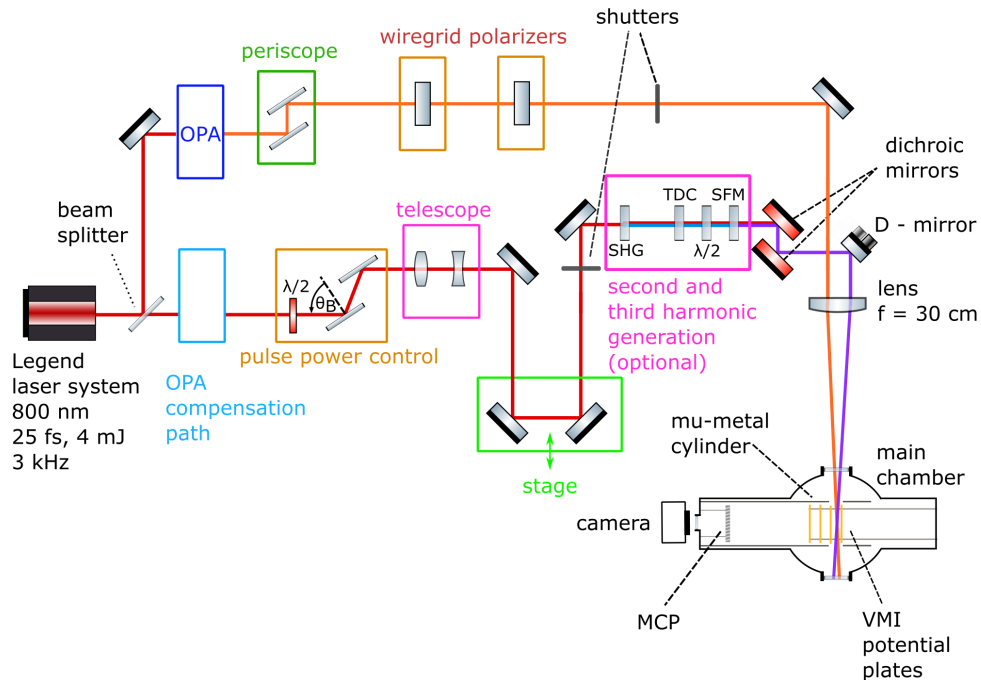 shutters
periscope
wiregrid polarizers
OPA
dichroic
mirrors
beam
splitter
telescope
TDC SFM
SHG λ/2
D - mirror
λ/2
θB
second and
third harmonic
generation
(optional)
lens
f = 30 cm
pulse power control
Legend
laser system
800 nm
25 fs, 4 mJ
3 kHz
OPA
compensation
path
stage
mu-metal
cylinder
main
chamber
camera
MCP
VMI
potential
plates